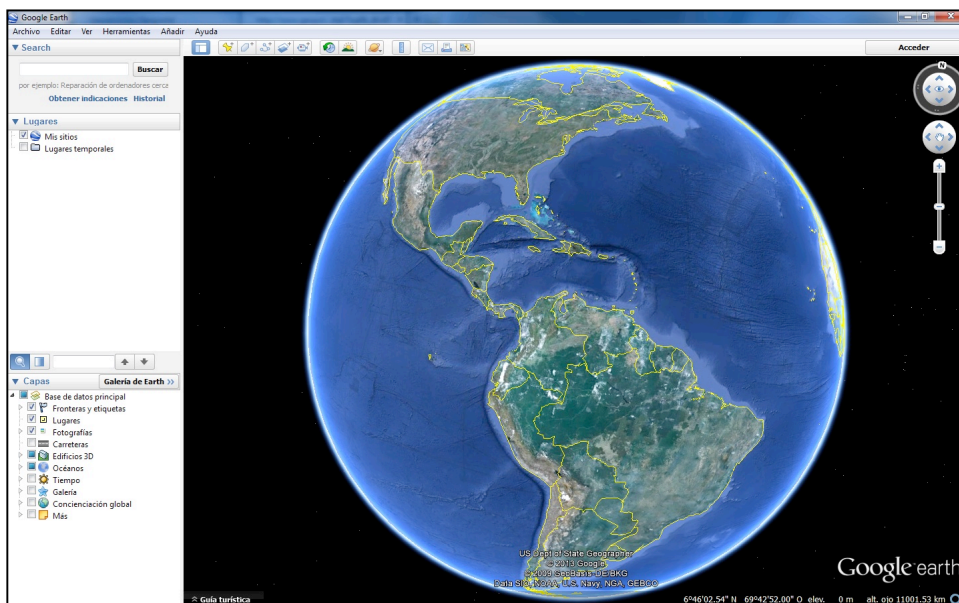 Google Earth
Archivo Editar Ver Herramientas Añadir Ayuda
Search
Acceder
Buscar
por ejemplo: Reparación de ordenadores cerca
Obtener indicaciones Historial
Lugares
Mis sitios
Lugares temporales
N
Capas Galería de Earth >>
Base de datos principal
Fronteras y etiquetas
Lugares
Fotografías
Carreteras
Edificios 3D
Océanos
Tiempo
Galería
Concienciación global
Más
US Dept of State Geographer
© 2013 Google
© 2009 GeoBasis-DE/BKG
Data SIO, NOAA, U.S. Navy, NGA, GEBCO
Google earth
Guía turística
6°46'02.54" N 69°42'52.00" O elev. 0 m alt. ojo 11001.53 km